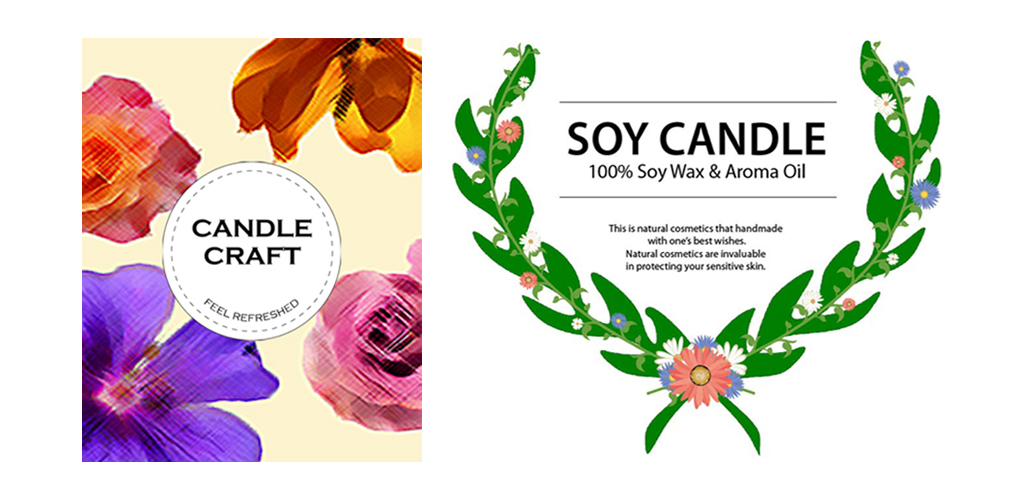 CANDLE
CRAFT
FEEL REFRESHED
SOY CANDLE
100% Soy Wax & Aroma Oil
This is natural cosmetics that handmade
with one's best wishes.
Natural cosmetics are invaluable
in protecting your sensitive skin.